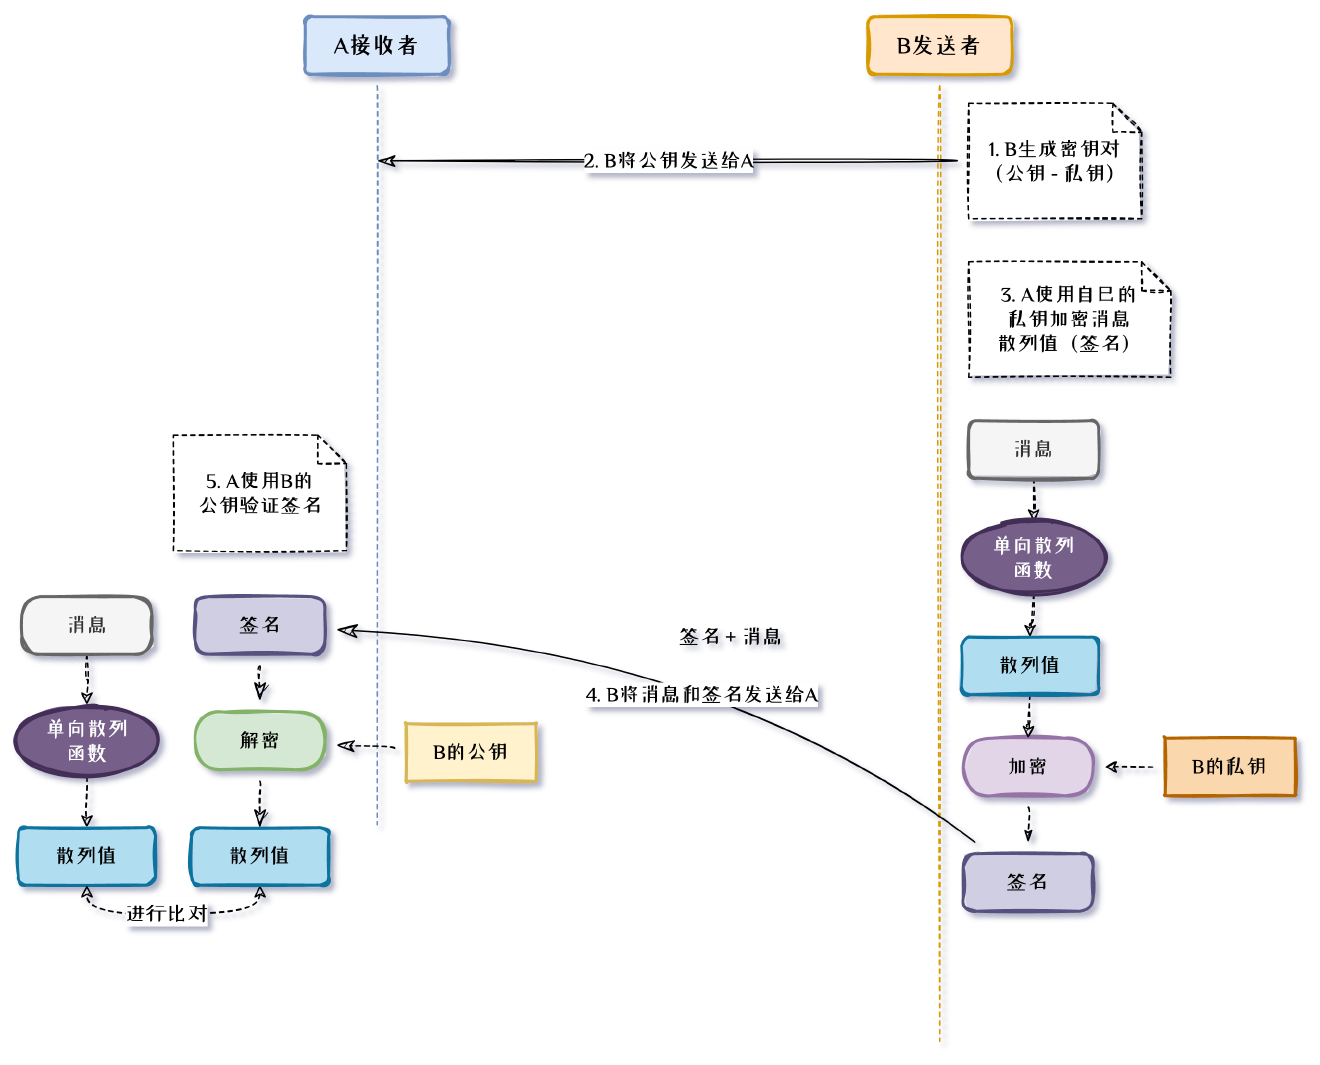 A接收者
B发送者
1. B生成密钥对
（公钥 - 私钥）
2. B将公钥发送给A
3. A使用自已的
私钥加密消息
散列值（签名）
消息
单向散列
函数
散列值
加密
B的私钥
签名
签名 + 消息
4. B将消息和签名发送给A
5. A使用B的
公钥验证签名
消息
签名
单向散列
函数
解密
B的公钥
散列值
散列值
进行比对